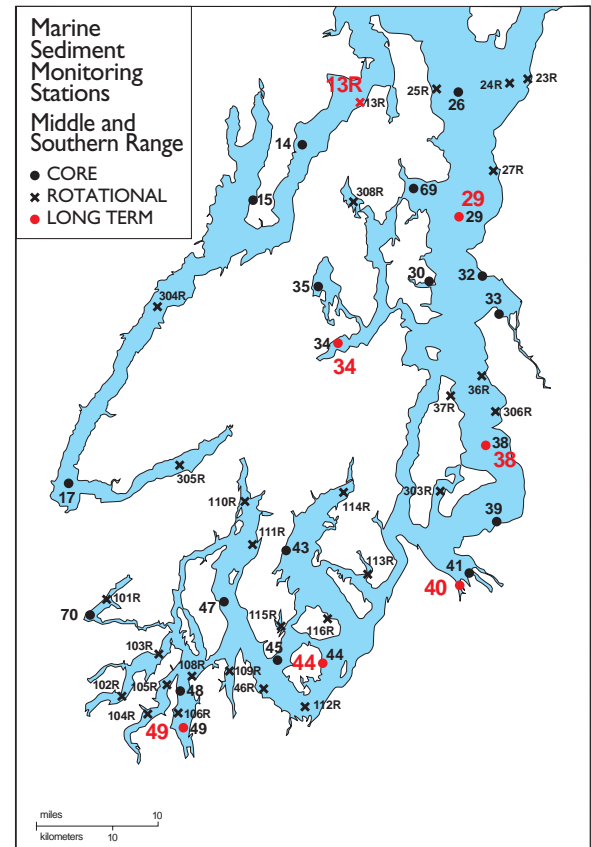 Marine
Sediment
Monitoring
Stations
Middle and
Southern Range
CORE
ROTATIONAL
LONG TERM
13R
13R
25R
26
24R
23R
14
27R
15
308R
69
29
29
304R
35
30
32
33
34
34
36R
37R
306R
38
38
17
305R
110R
114R
303R
39
111R
43
113R
41
40
70
101R
47
115R
116R
103R
108R
45
44
44
109R
102R
105R
48
46R
104R
106R
112R
49
49
miles
10
kilometers
10